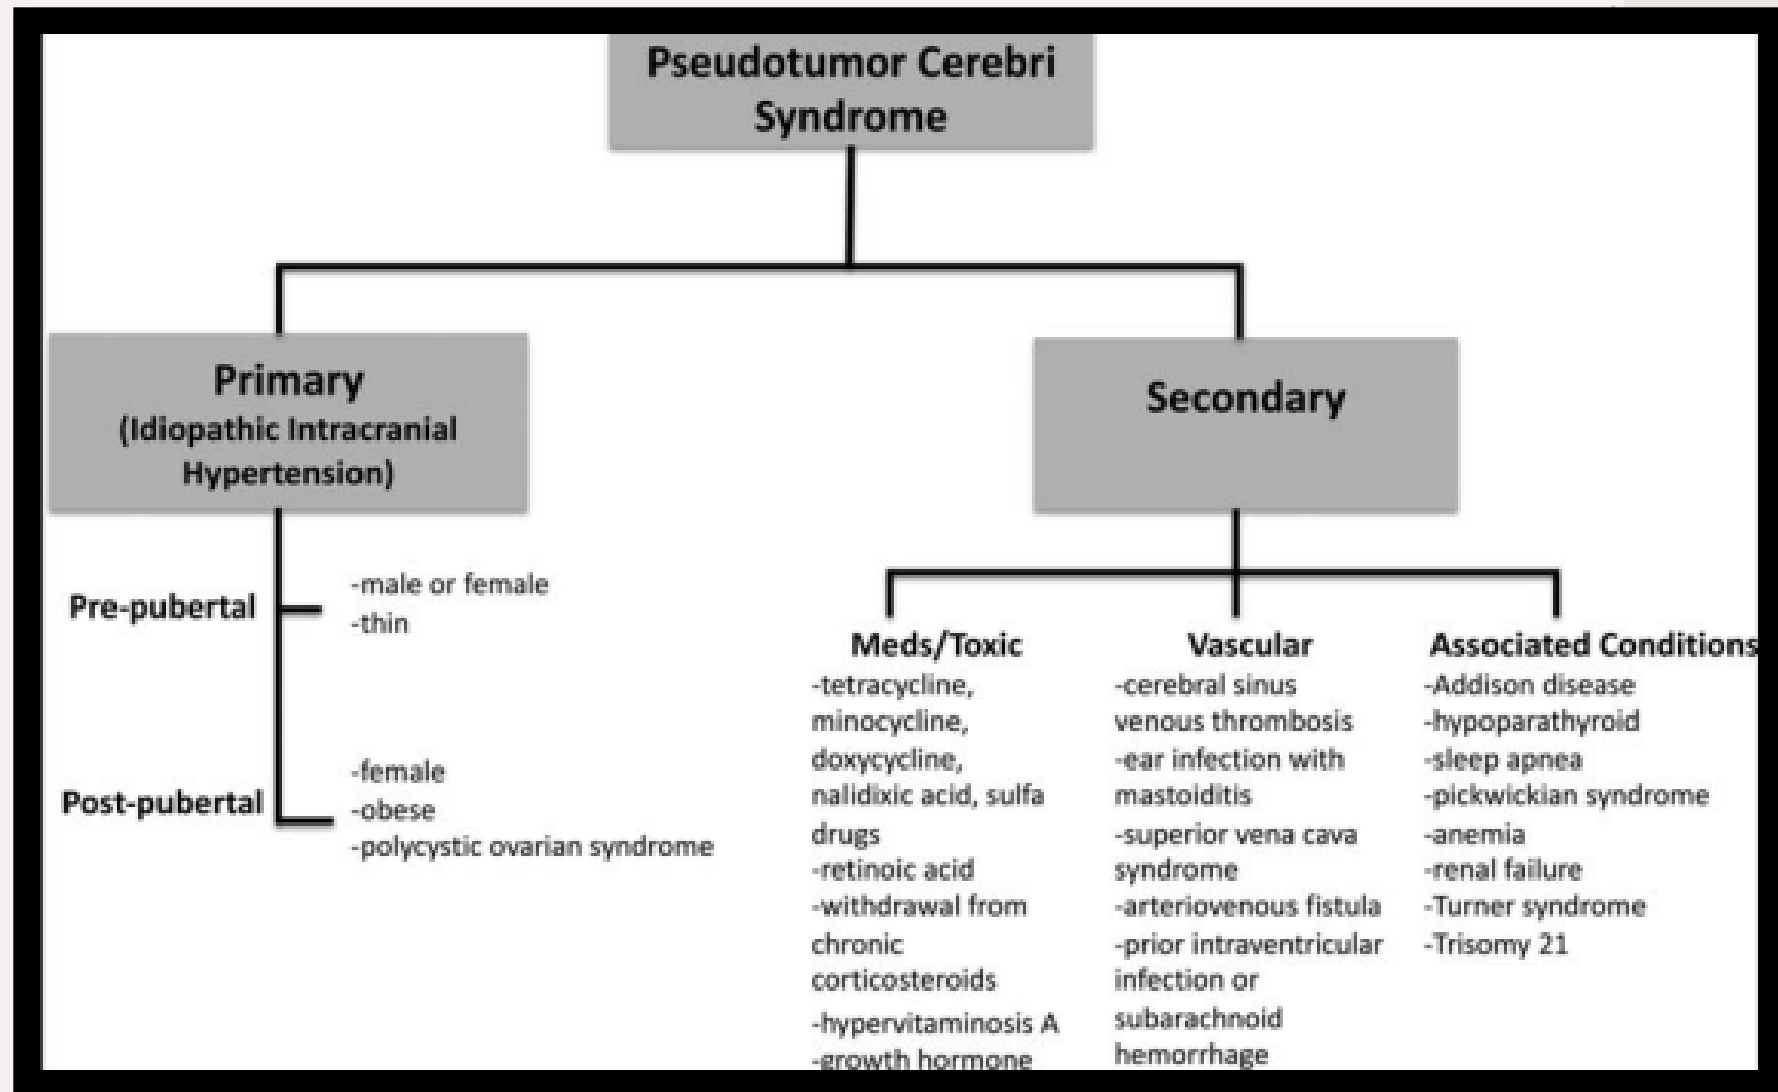 Pseudotumor Cerebri
Syndrome
Primary
(Idiopathic Intracranial
Hypertension)
Pre-pubertal
-male or female
-thin
Post-pubertal
-female
-obese
-polycystic ovarian syndrome
Secondary
Meds/Toxic
-tetracycline,
minocycline,
doxycycline,
nalidixic acid, sulfa
drugs
-retinoic acid
-withdrawal from
chronic
corticosteroids
-hypervitaminosis A
-growth hormone
Vascular
-cerebral sinus
venous thrombosis
-ear infection with
mastoiditis
-superior vena cava
syndrome
-arteriovenous fistula
-prior intraventricular
infection or
subarachnoid
hemorrhage
Associated Conditions
-Addison disease
-hypoparathyroid
-sleep apnea
-pickwickian syndrome
-anemia
-renal failure
-Turner syndrome
-Trisomy 21